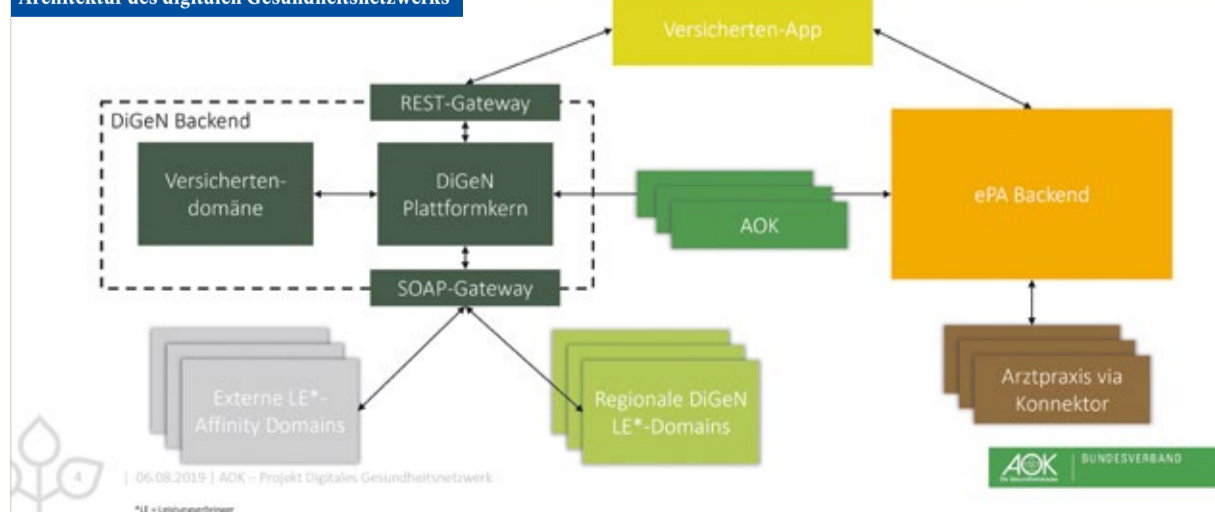 Architektur des digitalen Gesundheitsnetzwerks
Versicherten-App
REST-Gateway
DiGeN Backend
Versicherten-
domäne
DiGeN
Plattformkern
AOK
ePA Backend
SOAP-Gateway
Externe LE*-
Affinity Domains
Regionale DiGeN
LE*-Domains
Arztpraxis via
Konnektor
4 | 06.08.2019 | AOK – Projekt Digitales Gesundheitsnetzwerk
AOK
Die Gesundheitskasse.
BUNDESVERBAND
*LE = Leistungserbringer